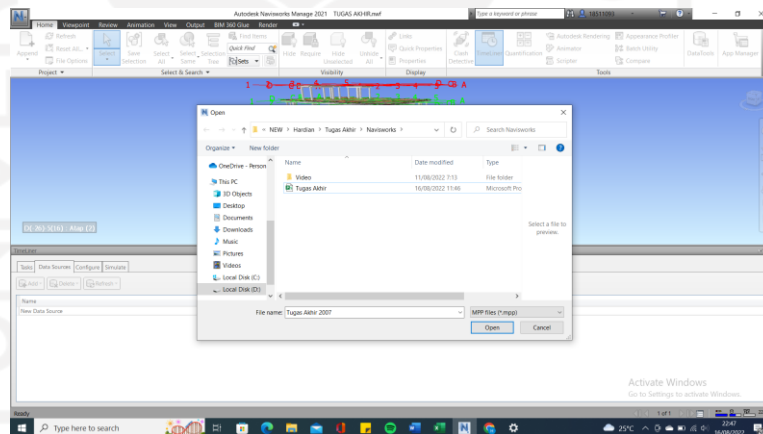 Autodesk Navisworks Manage 2021 TUGAS AKHIR.nwf
Type a keyword or phrase
18511093
Home Viewpoint Review Animation View Output BIM 360 Glue Render
Append
Refresh
Reset All...
File Options
Select
Save Selection
Select All
Select Same
Selection Tree
Find Items
Quick Find
Sets
Hide
Require
Hide Unselected
Unhide All
Links
Quick Properties
Properties
Clash Detective
TimeLiner
Quantification
Autodesk Rendering
Animator
Scripter
Appearance Profiler
Batch Utility
Compare
DataTools
App Manager
Project
Select & Search
Visibility
Display
Tools
Open
NEW > Hardian > Tugas Akhir > Navisworks >
Search Navisworks
Organize
New folder
OneDrive - Person
This PC
3D Objects
Desktop
Documents
Downloads
Music
Pictures
Videos
Local Disk (C:)
Local Disk (D:)
Name Date modified Type
Video 11/08/2022 7:13 File folder
Tugas Akhir 16/08/2022 11:46 Microsoft Pro
Select a file to preview.
File name: Tugas Akhir 2007
MPP files (*.mpp)
Open Cancel
TimeLiner
Tasks Data Sources Configure Simulate
Add Delete Refresh
Name
New Data Source
Activate Windows
Go to Settings to activate Windows.
Ready
1 of 1
Type here to search
25°C
22:47
16/08/2022